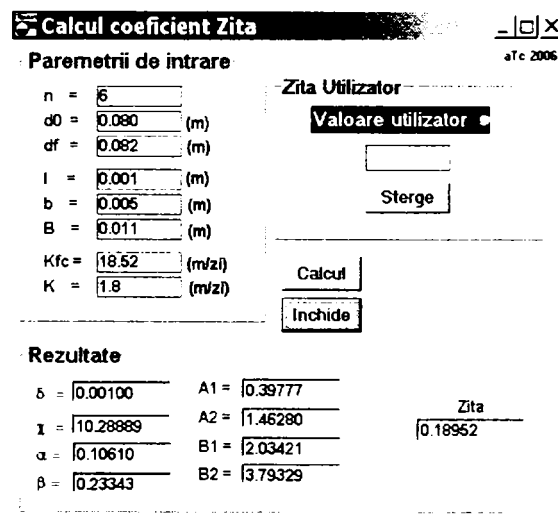 Calcul coeficient Zita
aTc 2006
Paremetrii de intrare
n = 6
d0 = 0.080 (m)
df = 0.082 (m)
l = 0.001 (m)
b = 0.005 (m)
B = 0.011 (m)
Kfc = 18.52 (m/zi)
K = 1.8 (m/zi)
Zita Utilizator
Valoare utilizator
Sterge
Calcul
Inchide
Rezultate
δ = 0.00100
χ = 10.28889
α = 0.10610
β = 0.23343
A1 = 0.39777
A2 = 1.46280
B1 = 2.03421
B2 = 3.79329
Zita
0.18952